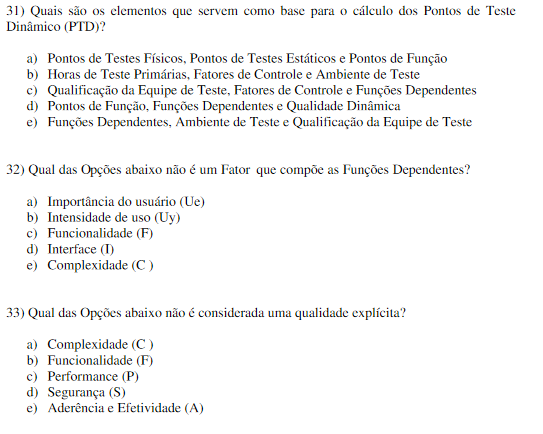 31) Quais são os elementos que servem como base para o cálculo dos Pontos de Teste
Dinâmico (PTD)?
a) Pontos de Testes Físicos, Pontos de Testes Estáticos e Pontos de Função
b) Horas de Teste Primárias, Fatores de Controle e Ambiente de Teste
c) Qualificação da Equipe de Teste, Fatores de Controle e Funções Dependentes
d) Pontos de Função, Funções Dependentes e Qualidade Dinâmica
e) Funções Dependentes, Ambiente de Teste e Qualificação da Equipe de Teste
32) Qual das Opções abaixo não é um Fator que compõe as Funções Dependentes?
a) Importância do usuário (Ue)
b) Intensidade de uso (Uy)
c) Funcionalidade (F)
d) Interface (I)
e) Complexidade (C )
33) Qual das Opções abaixo não é considerada uma qualidade explícita?
a) Complexidade (C )
b) Funcionalidade (F)
c) Performance (P)
d) Segurança (S)
e) Aderência e Efetividade (A)